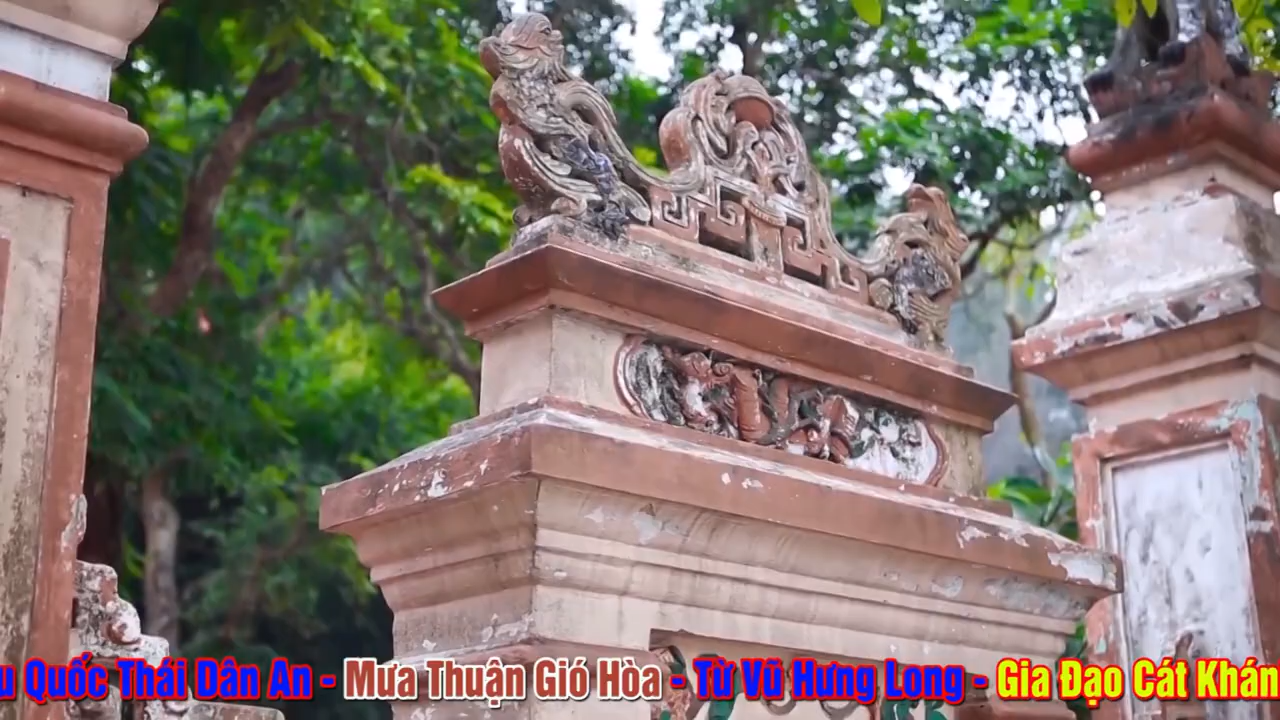 u Quốc Thái Dân An - Mưa Thuận Gió Hòa - Từ Vũ Hưng Long - Gia Đạo Cát Khán